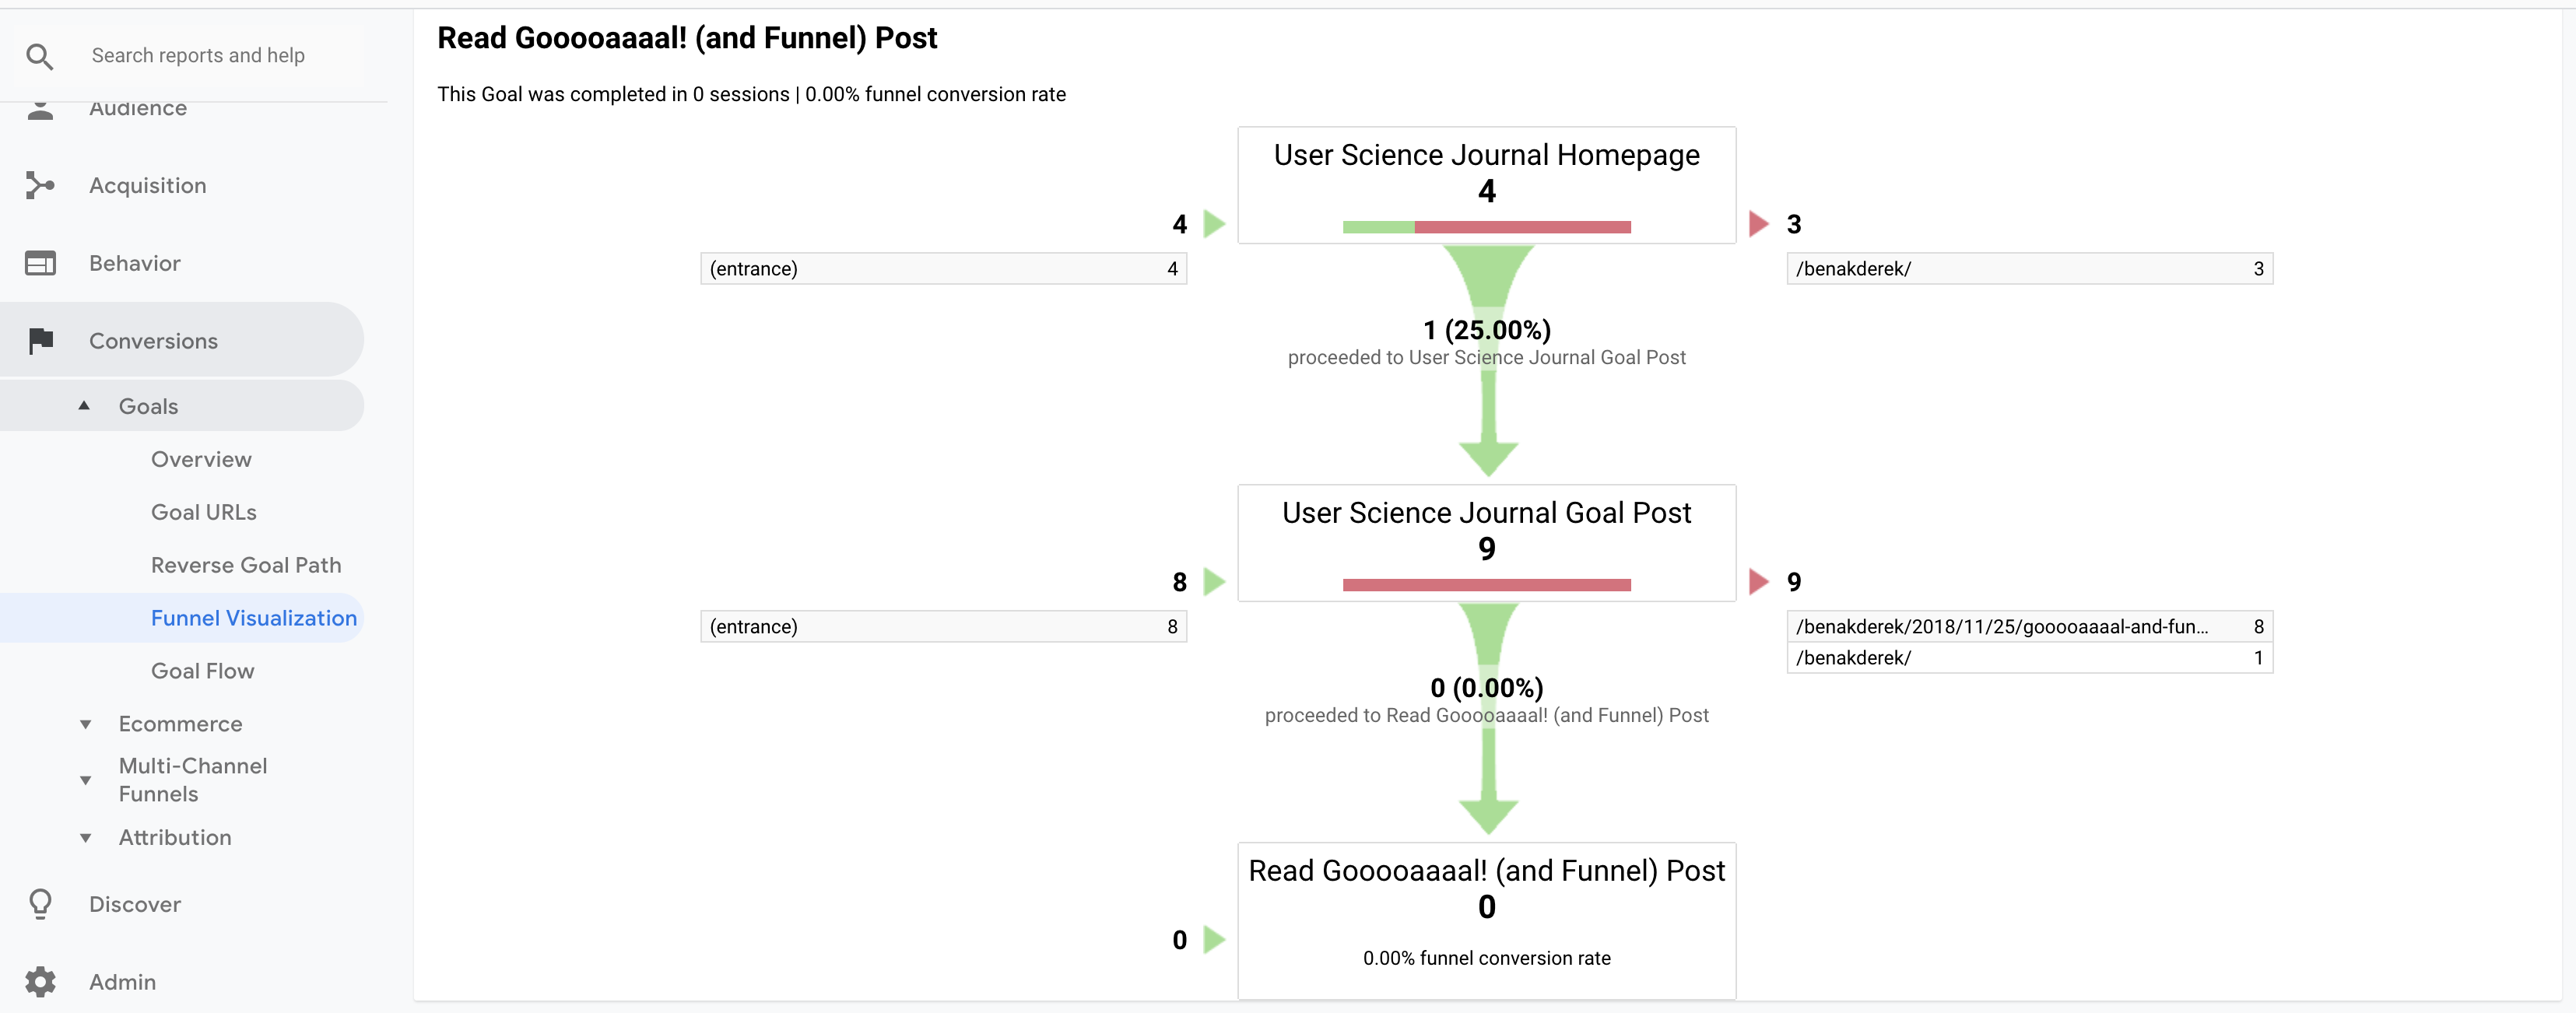 Search reports and help
Audience
Acquisition
Behavior
Conversions
Goals
Overview
Goal URLs
Reverse Goal Path
Funnel Visualization
Goal Flow
Ecommerce
Multi-Channel
Funnels
Attribution
Discover
Admin
Read Gooooaaaal! (and Funnel) Post
This Goal was completed in 0 sessions | 0.00% funnel conversion rate
User Science Journal Homepage
4
4
3
(entrance) 4
/benakderek/ 3
1 (25.00%)
proceeded to User Science Journal Goal Post
User Science Journal Goal Post
9
8
9
(entrance) 8
/benakderek/2018/11/25/gooooaaaal-and-fun... 8
/benakderek/ 1
0 (0.00%)
proceeded to Read Gooooaaaal! (and Funnel) Post
Read Gooooaaaal! (and Funnel) Post
0
0
0.00% funnel conversion rate